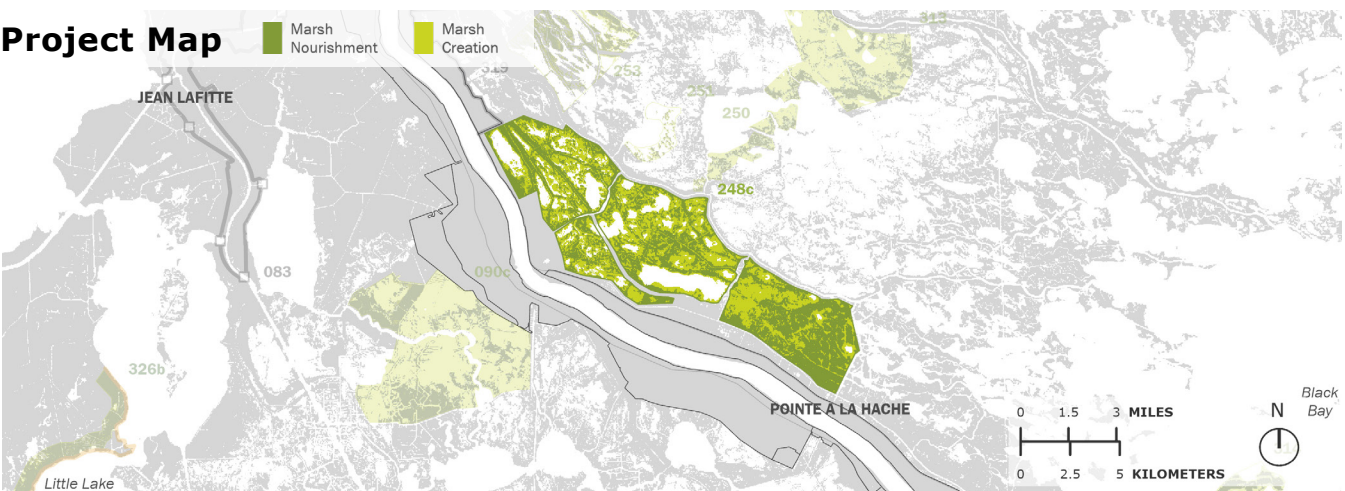 Project Map
Marsh
Nourishment
Marsh
Creation
313
319
253
JEAN LAFITTE
251
250
248c
083
090c
326b
Black
Bay
POINTE A LA HACHE
0 1.5 3 MILES
N
0 2.5 5 KILOMETERS
Little Lake